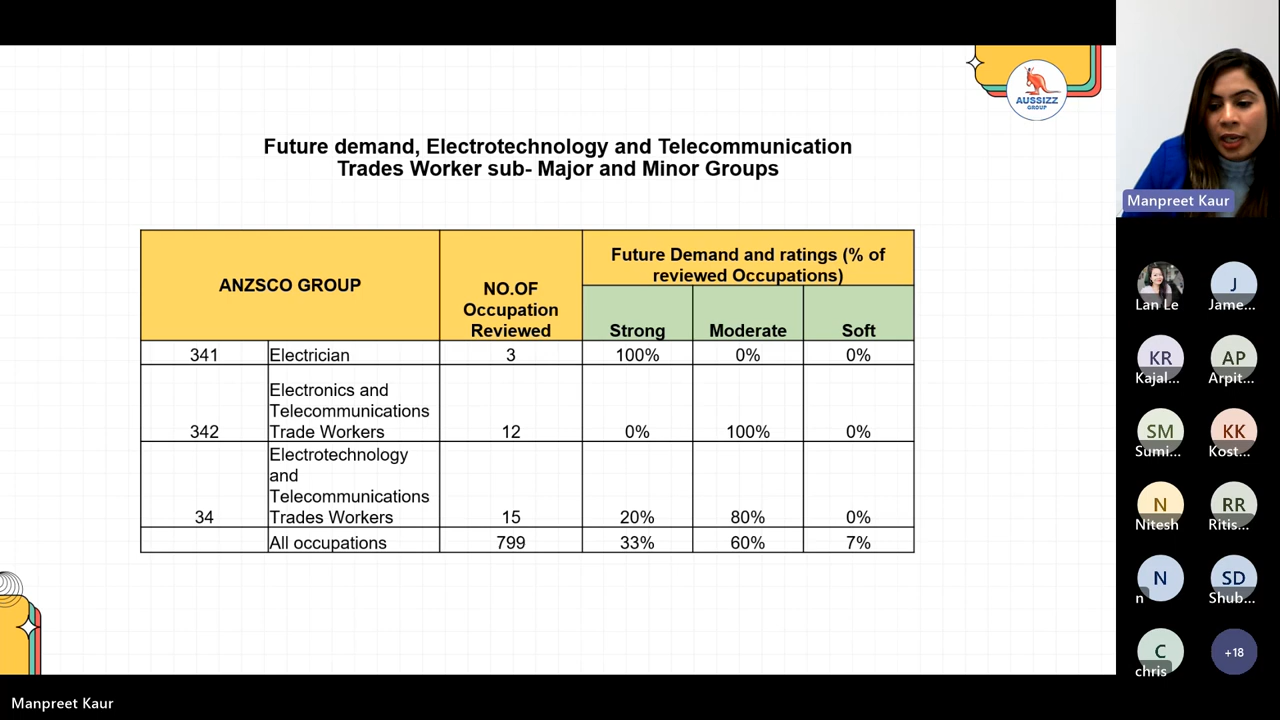 AUSSIZZ
GROUP
Future demand, Electrotechnology and Telecommunication
Trades Worker sub- Major and Minor Groups
ANZSCO GROUP
NO.OF
Occupation
Reviewed
Future Demand and ratings (% of
reviewed Occupations)
Strong
Moderate
Soft
341 Electrician 3 100% 0% 0%
Electronics and
Telecommunications
342 Trade Workers 12 0% 100% 0%
Electrotechnology
and
Telecommunications
34 Trades Workers 15 20% 80% 0%
All occupations 799 33% 60% 7%
Manpreet Kaur
Lan Le
J
Jame...
KR
Kajal...
AP
Arpit...
SM
Sumi...
KK
Kost...
N
Nitesh
RR
Ritis...
N
n
SD
Shub...
C
chris
+18
Manpreet Kaur